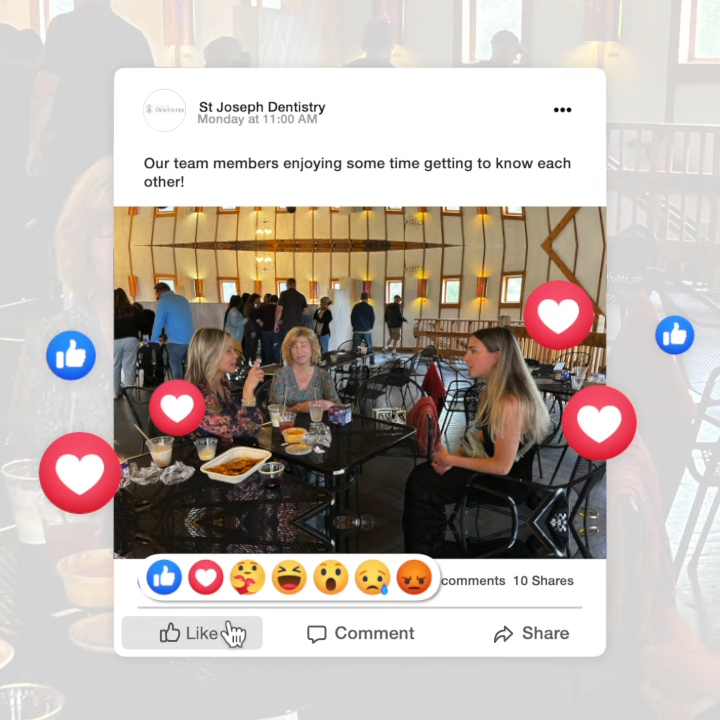 St Joseph Dentistry
Monday at 11:00 AM
Our team members enjoying some time getting to know each
other!
comments 10 Shares
Like
Comment
Share